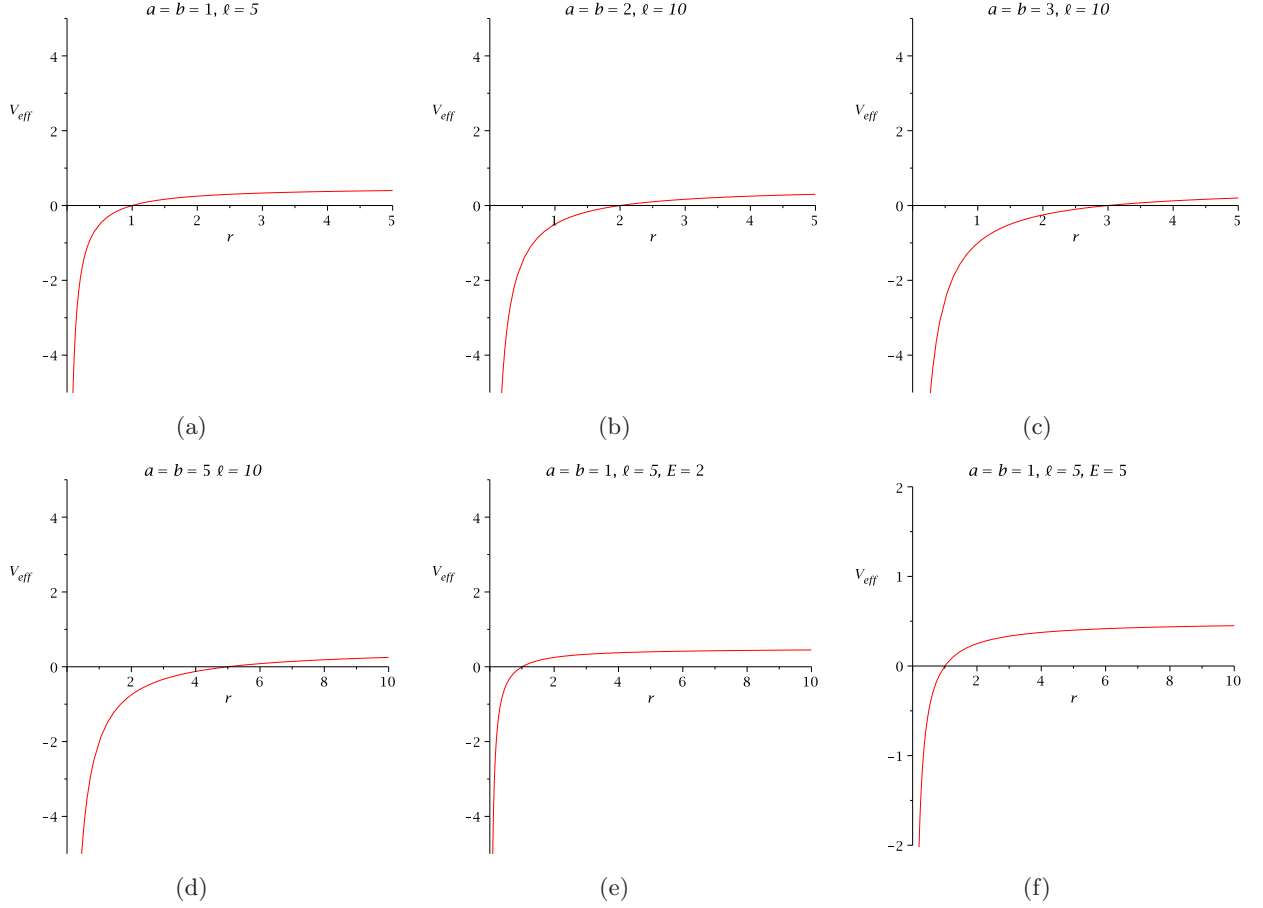 a = b = 1, ℓ = 5
4
2
V_eff
0
1
2
3
4
5
r
−2
−4
(a)
a = b = 2, ℓ = 10
4
2
V_eff
0
1
2
3
4
5
r
−2
−4
(b)
a = b = 3, ℓ = 10
4
2
V_eff
0
1
2
3
4
5
r
−2
−4
(c)
a = b = 5 ℓ = 10
4
2
V_eff
0
2
4
6
8
10
r
−2
−4
(d)
a = b = 1, ℓ = 5, E = 2
4
2
V_eff
0
2
4
6
8
10
r
−2
−4
(e)
a = b = 1, ℓ = 5, E = 5
2
1
V_eff
0
2
4
6
8
10
r
−1
−2
(f)